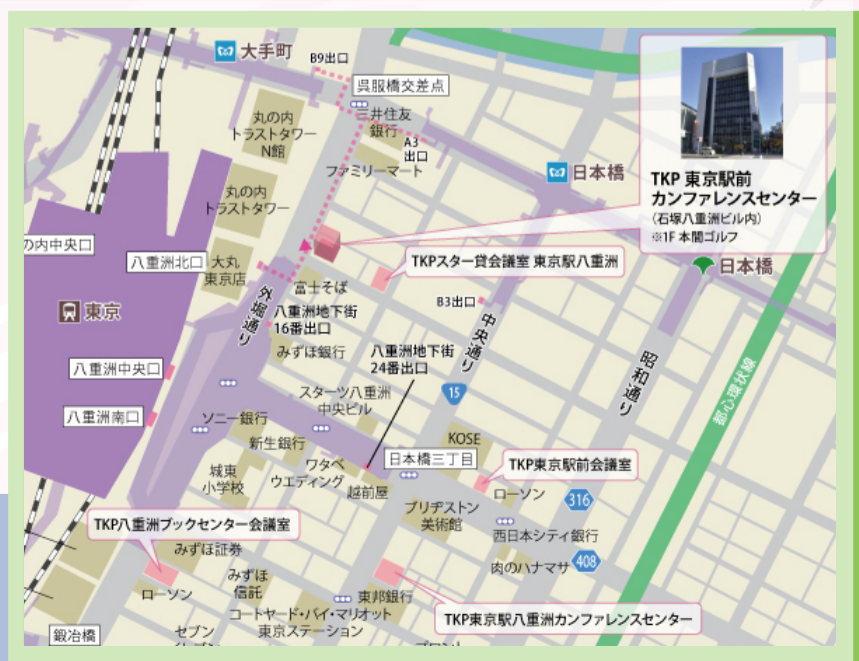 大手町
B9出口
呉服橋交差点
丸の内
トラストタワー
N館
三井住友
銀行
A3
出口
ファミリーマート
日本橋
TKP 東京駅前
カンファレンスセンター
(石塚八重洲ビル内)
※1F 本間ゴルフ
丸の内
トラストタワー
の内中央口
八重洲北口
大丸
東京店
TKPスター貸会議室 東京駅八重洲
日本橋
富士そば
外堀通り
八重洲地下街
16番出口
B3出口
中央通り
東京
みずほ銀行
八重洲地下街
24番出口
昭和通り
都心環状線
八重洲中央口
スターツ八重洲
中央ビル
15
八重洲南口
ソニー銀行
新生銀行
KOSE
日本橋三丁目
ワタベ
ウエディング
TKP東京駅前会議室
城東
小学校
越前屋
ローソン
316
ブリヂストン
美術館
TKP八重洲ブックセンター会議室
西日本シティ銀行
みずほ証券
肉のハナマサ
408
みずほ
信託
ローソン
東邦銀行
コートヤード・バイ・マリオット
東京ステーション
TKP東京駅八重洲カンファレンスセンター
鍛冶橋
セブン